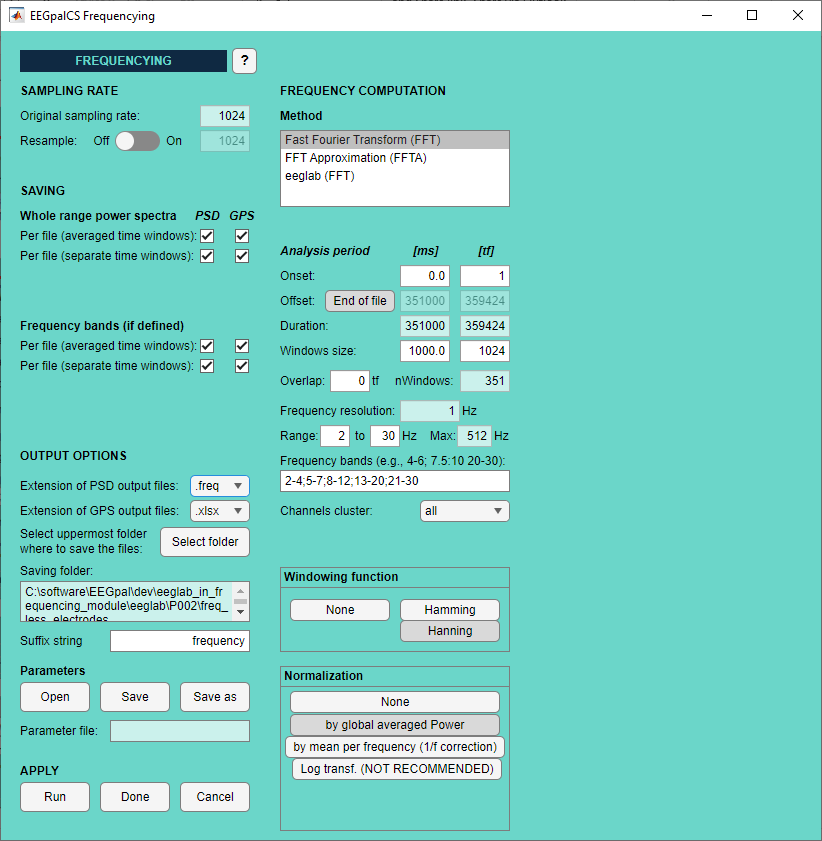 EEGpalCS Frequencying
FREQUENCYING
?
SAMPLING RATE
Original sampling rate: 1024
Resample: Off On 1024
SAVING
Whole range power spectra PSD GPS
Per file (averaged time windows):
Per file (separate time windows):
Frequency bands (if defined)
Per file (averaged time windows):
Per file (separate time windows):
OUTPUT OPTIONS
Extension of PSD output files: .freq
Extension of GPS output files: .xlsx
Select uppermost folder
where to save the files:
Select folder
Saving folder:
C:\software\EEGpal\dev\eeglab_in_fr
equencing_module\eeglab\P002\freq_
less_electrodes
Suffix string frequency
Parameters
Open Save Save as
Parameter file:
APPLY
Run Done Cancel
FREQUENCY COMPUTATION
Method
Fast Fourier Transform (FFT)
FFT Approximation (FFTA)
eeglab (FFT)
Analysis period [ms] [tf]
Onset: 0.0 1
Offset: End of file 351000 359424
Duration: 351000 359424
Windows size: 1000.0 1024
Overlap: 0 tf nWindows: 351
Frequency resolution: 1 Hz
Range: 2 to 30 Hz Max: 512 Hz
Frequency bands (e.g., 4-6; 7.5:10 20-30):
2-4;5-7;8-12;13-20;21-30
Channels cluster: all
Windowing function
None Hamming
Hanning
Normalization
None
by global averaged Power
by mean per frequency (1/f correction)
Log transf. (NOT RECOMMENDED)